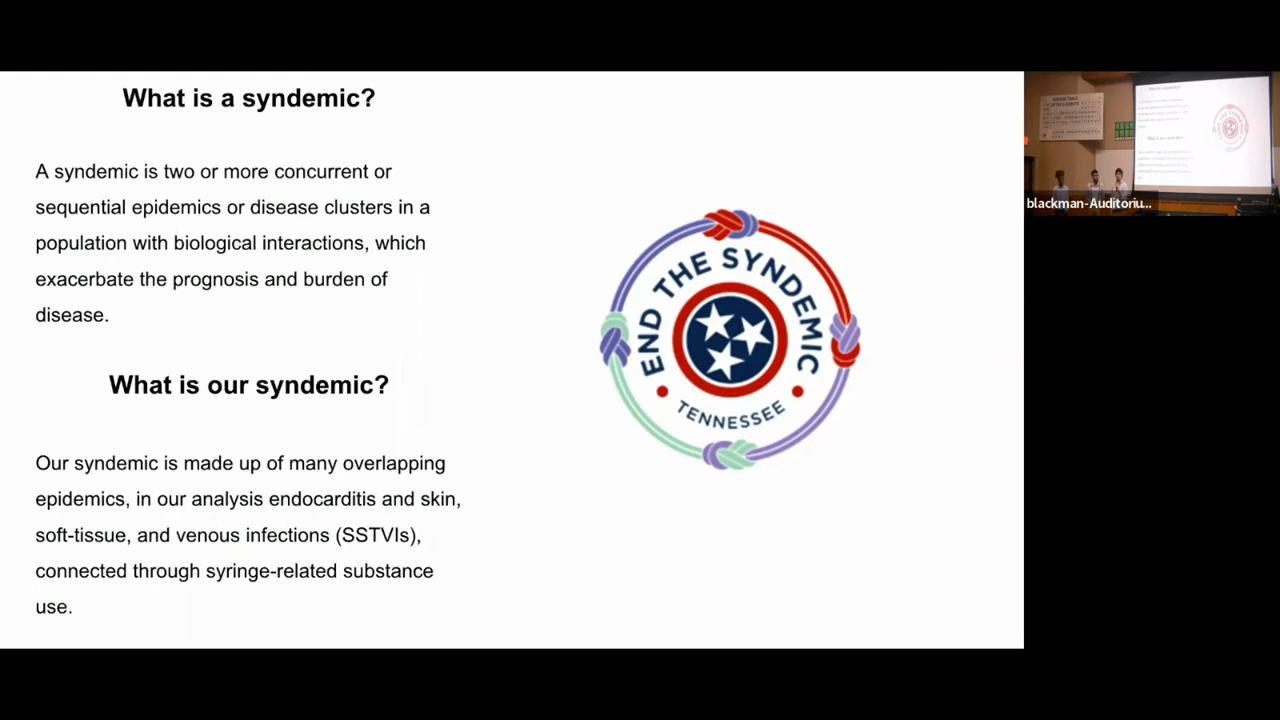 What is a syndemic?
A syndemic is two or more concurrent or
sequential epidemics or disease clusters in a
population with biological interactions, which
exacerbate the prognosis and burden of
disease.
What is our syndemic?
Our syndemic is made up of many overlapping
epidemics, in our analysis endocarditis and skin,
soft-tissue, and venous infections (SSTVIs),
connected through syringe-related substance
use.
END THE SYNDEMIC
TENNESSEE
blackman-Auditoriu...